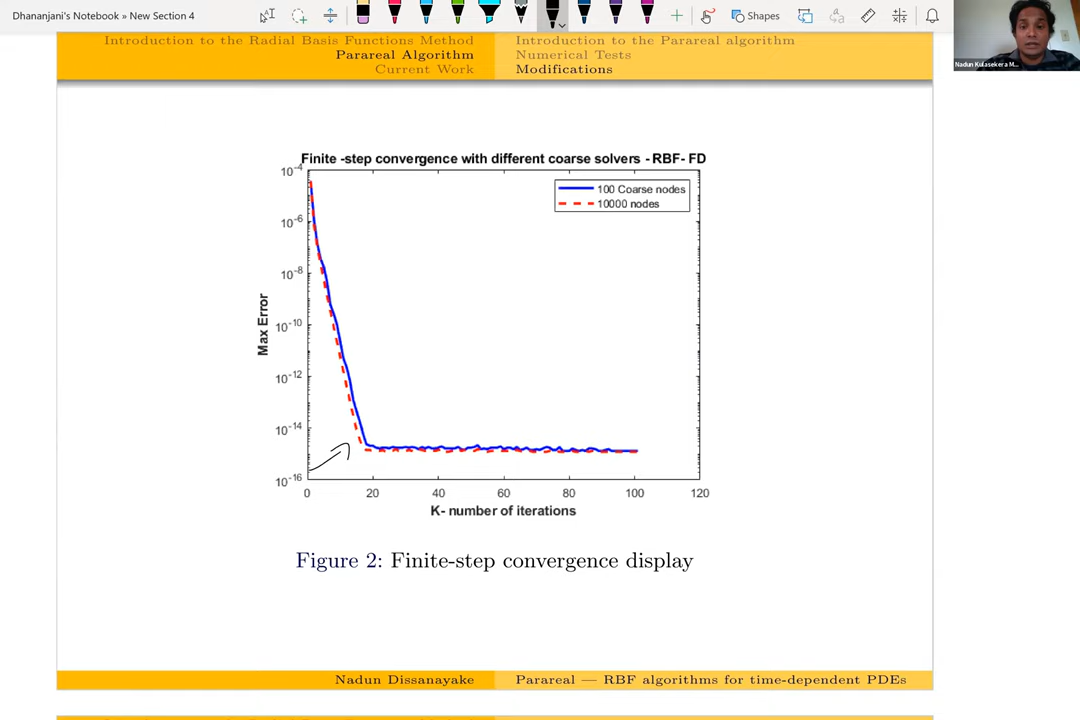 Dhananjani's Notebook » New Section 4
Shapes
Nadun Kulasekera M...
Introduction to the Radial Basis Functions Method
Parareal Algorithm
Current Work
Introduction to the Parareal algorithm
Numerical Tests
Modifications
Finite -step convergence with different coarse solvers - RBF- FD
100 Coarse nodes
10000 nodes
Max Error
10^-4
10^-6
10^-8
10^-10
10^-12
10^-14
10^-16
0 20 40 60 80 100 120
K- number of iterations
Figure 2: Finite-step convergence display
Nadun Dissanayake
Parareal — RBF algorithms for time-dependent PDEs